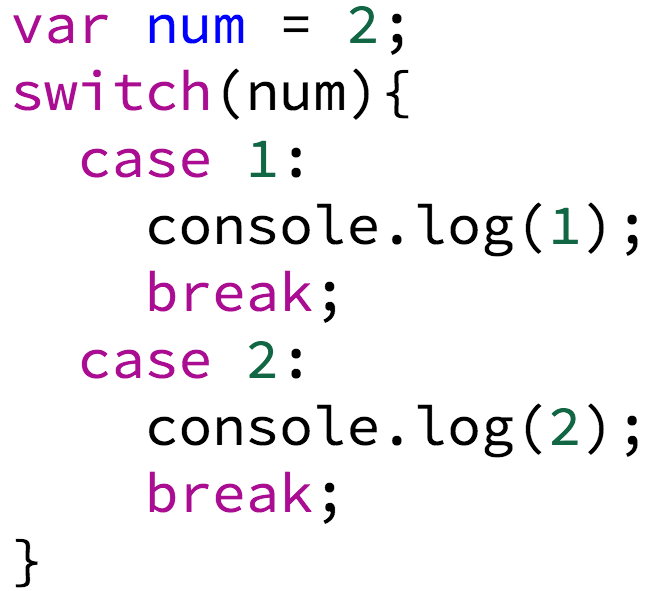 var num = 2;
switch(num){
  case 1:
    console.log(1);
    break;
  case 2:
    console.log(2);
    break;
}